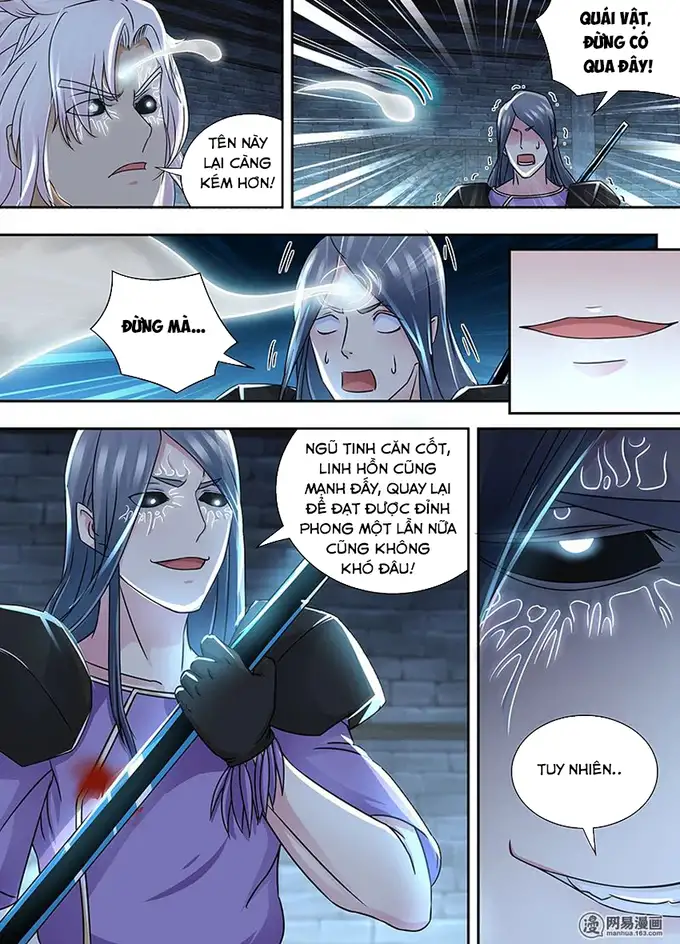 TÊN NÀY
LẠI CÀNG
KÉM HƠN!
QUÁI VẬT,
ĐỪNG CÓ
QUA ĐÂY!
ĐỪNG MÀ...
NGŨ TINH CĂN CỐT,
LINH HỒN CŨNG
MẠNH ĐẤY, QUAY LẠI
ĐỂ ĐẠT ĐƯỢC ĐỈNH
PHONG MỘT LẦN NỮA
CŨNG KHÔNG
KHÓ ĐÂU!
TUY NHIÊN..
漫 网易漫画
manhua.163.com